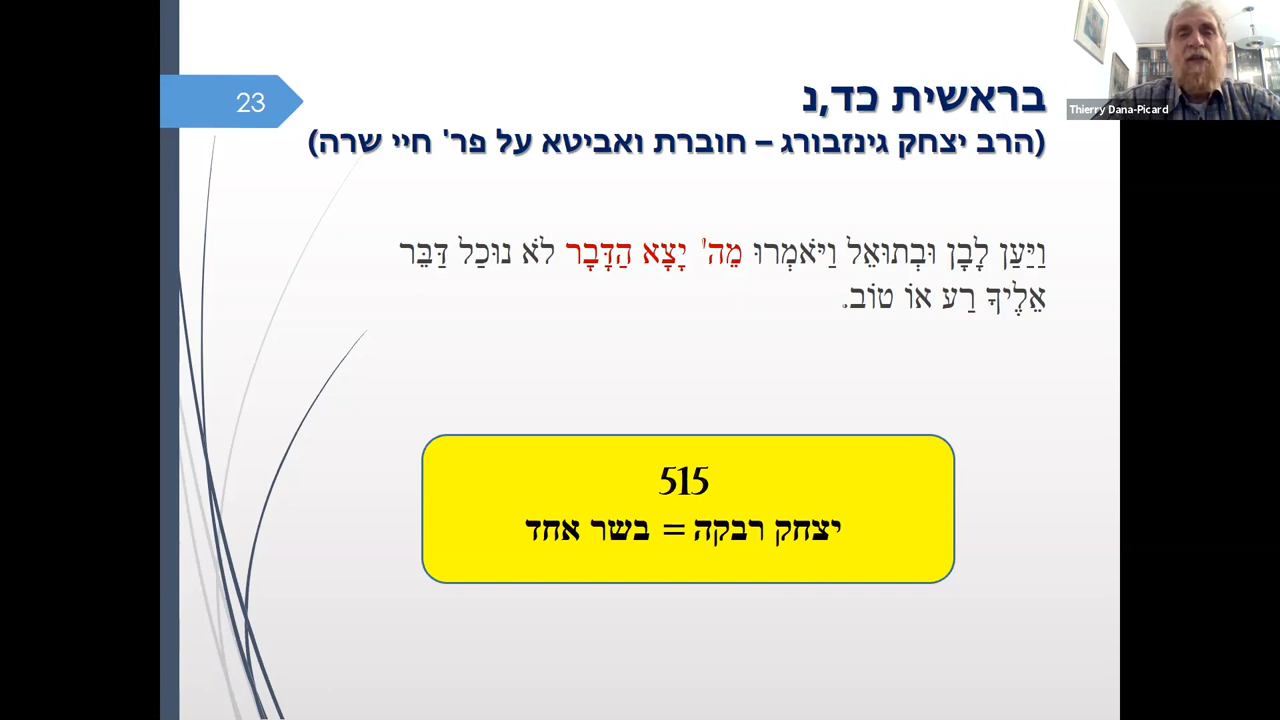 23
בראשית כד,נ
(הרב יצחק גינזבורג – חוברת ואביטא על פר' חיי שרה)
Thierry Dana-Picard
וַיַּעַן לָבָן וּבְתוּאֵל וַיֹּאמְרוּ מֵה' יָצָא הַדָּבָר לֹא נוּכַל דַּבֵּר
אֵלֶיךָ רַע אוֹ טוֹב.
515
יצחק רבקה = בשר אחד